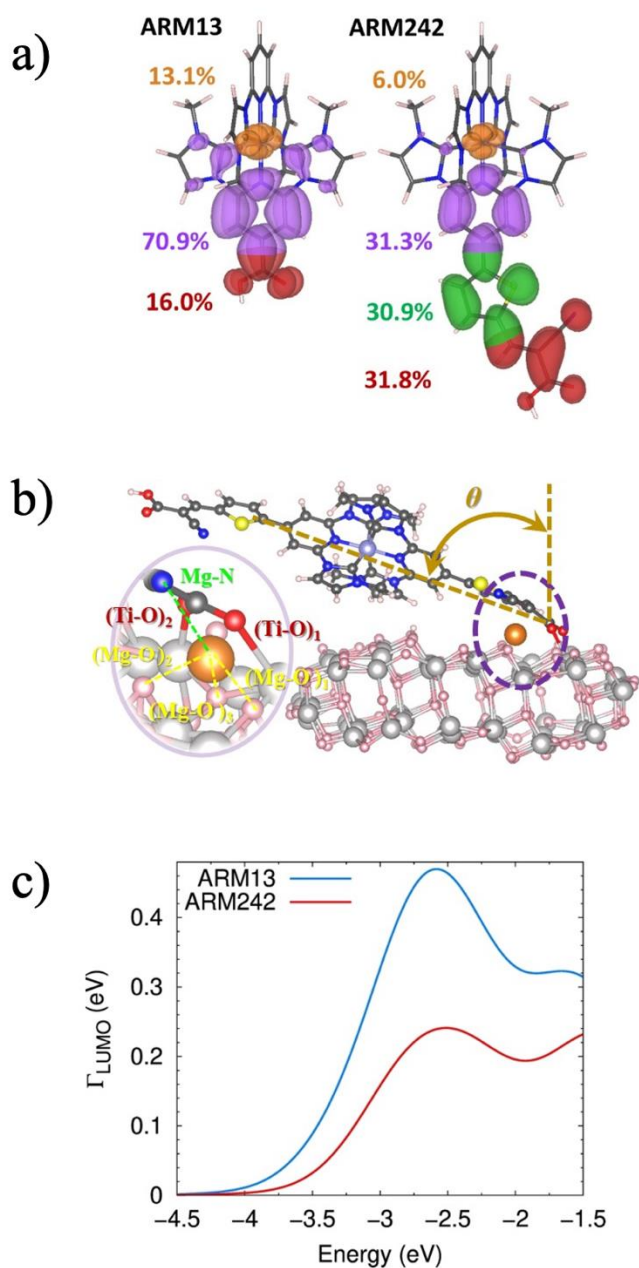 a)
ARM13 ARM242
13.1% 6.0%
70.9% 31.3%
16.0% 30.9%
31.8%
b)
θ
Mg-N
(Ti-O)₂ (Ti-O)₁
(Mg-O)₂ (Mg-O)₁
(Mg-O)₃
c)
ARM13
ARM242
0.4
0.3
0.2
0.1
0
Γ_LUMO (eV)
−4.5 −4 −3.5 −3 −2.5 −2 −1.5
Energy (eV)